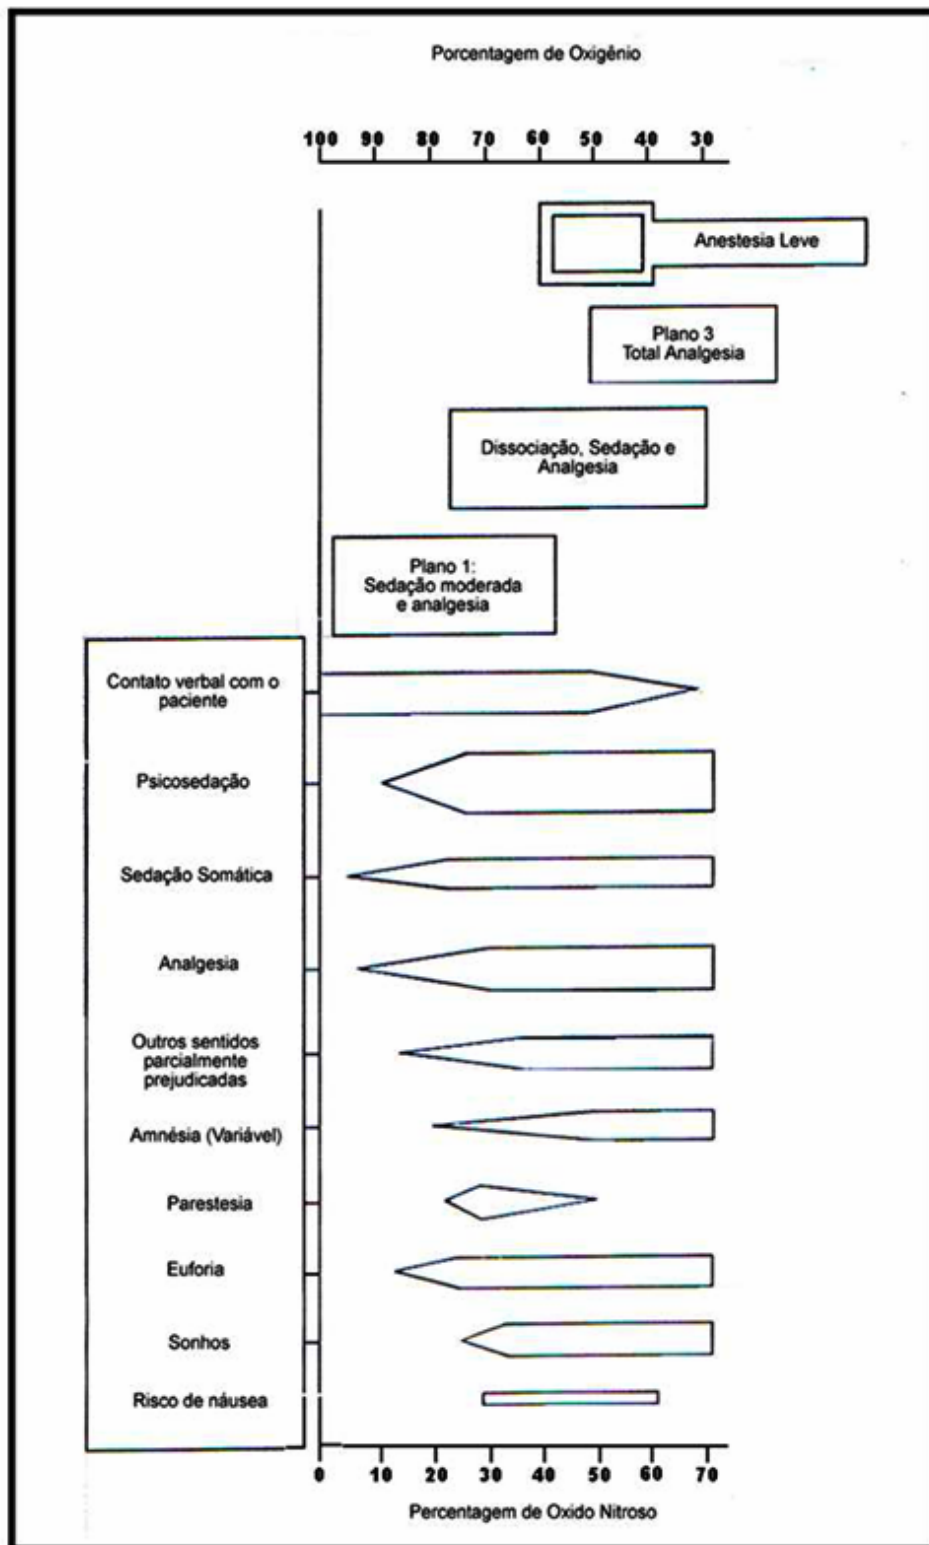 Porcentagem de Oxigênio
100 90 80 70 60 50 40 30
Anestesia Leve
Plano 3
Total Analgesia
Dissociação, Sedação e
Analgesia
Plano 1:
Sedação moderada
e analgesia
Contato verbal com o
paciente
Psicosedação
Sedação Somática
Analgesia
Outros sentidos
parcialmente
prejudicadas
Amnésia (Variável)
Parestesia
Euforia
Sonhos
Risco de náusea
0 10 20 30 40 50 60 70
Percentagem de Oxido Nitroso